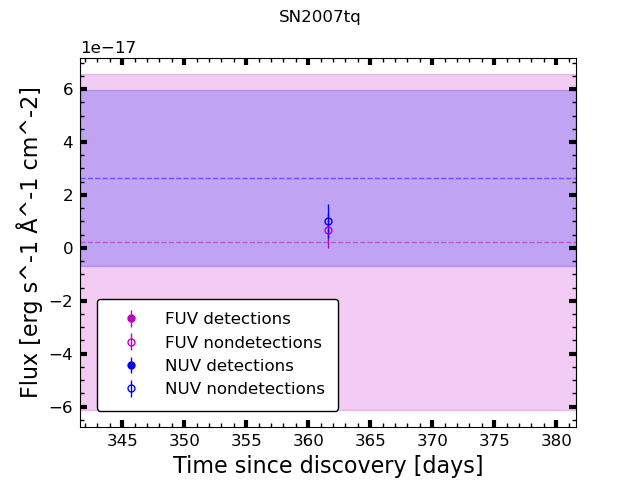 SN2007tq
1e−17
Flux [erg s^-1 Å^-1 cm^-2]
6
4
2
0
−2
−4
−6
FUV detections
FUV nondetections
NUV detections
NUV nondetections
345 350 355 360 365 370 375 380
Time since discovery [days]